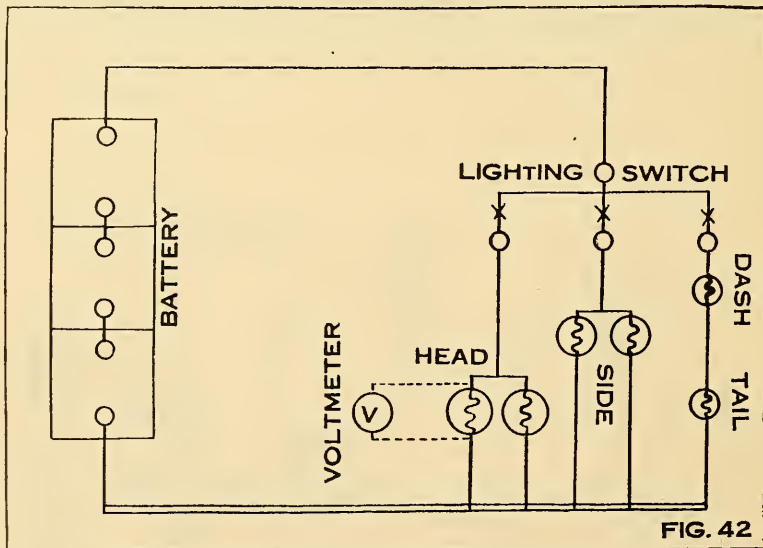 LIGHTING SWITCH
BATTERY
DASH
HEAD
SIDE
VOLTMETER
V
TAIL
FIG. 42